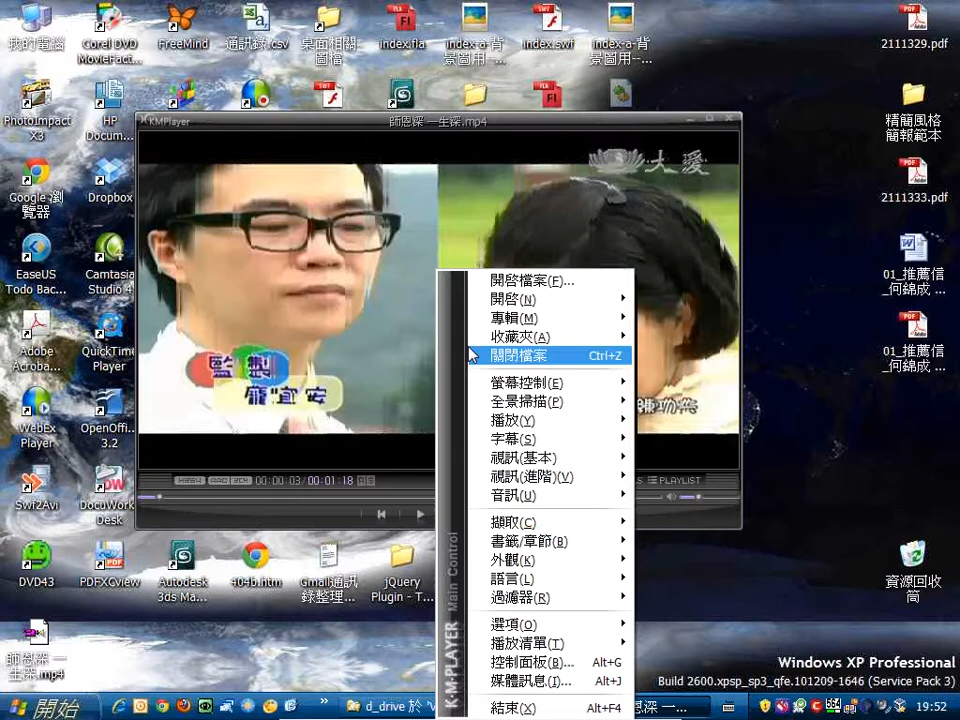 我的電腦
Corel DVD MovieFact...
FreeMind
通訊錄.csv
桌面相關圖檔
index.fla
index-a-背景圖用--...
index.swf
index-a-背景圖用--...
2111329.pdf
PhotoImpact X3
HP Docum...
精簡風格簡報範本
KMPlayer
師恩深 一生深.mp4
大愛
Google 瀏覽器
Dropbox
2111333.pdf
EaseUS Todo Bac...
Camtasia Studio 4
01_推薦信_何錦成 ...
Adobe Acroba...
QuickTime Player
01_推薦信_何錦成 ...
監製
WebEx Player
OpenOffi... 3.2
開啓檔案(F)...
開啓(N)
專輯(M)
收藏夾(A)
關閉檔案 Ctrl+Z
螢幕控制(E)
全景掃描(P)
播放(Y)
字幕(S)
視訊(基本)
視訊(進階)(V)
音訊(U)
擷取(C)
書籤/章節(B)
外觀(K)
語言(L)
過濾器(R)
選項(O)
播放清單(T)
控制面板(B)... Alt+G
媒體訊息(I)... Alt+J
結束(X) Alt+F4
K·M·PLAYER Main Control
H264 AAC 2CH 00:00:03/00:01:18
PLAYLIST
Swf2Avi
DocuWork Desk
DVD43
PDFXCview
Autodesk 3ds Ma...
404b.htm
Gmail通訊錄整理...
jQuery Plugin - T...
資源回收筒
師恩深 一生深.mp4
Windows XP Professional
Build 2600.xpsp_sp3_qfe.101209-1646 (Service Pack 3)
開始
d_drive 於 'V
恩深 一...
19:52